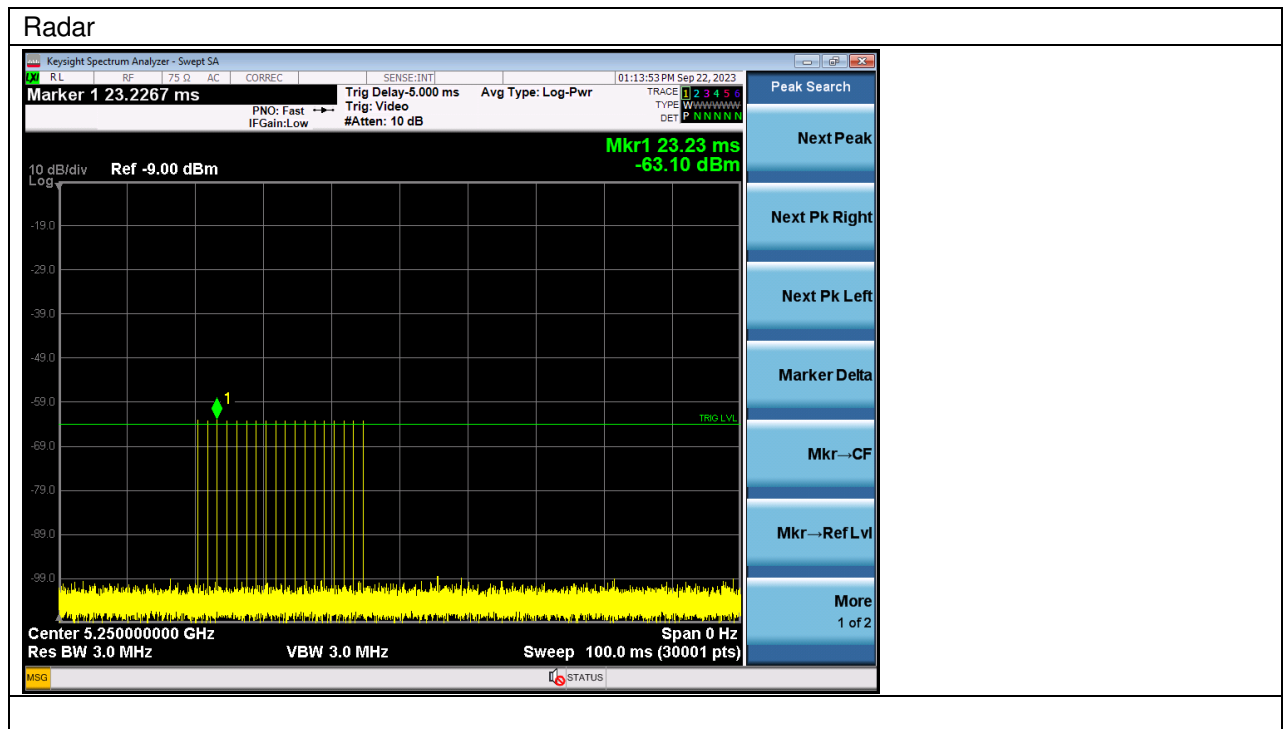 Radar
Keysight Spectrum Analyzer - Swept SA
LXI RL RF 75 Ω AC CORREC SENSE:INT 01:13:53 PM Sep 22, 2023
Marker 1 23.2267 ms
PNO: Fast
IFGain:Low
Trig Delay-5.000 ms
Trig: Video
#Atten: 10 dB
Avg Type: Log-Pwr
TRACE 1 2 3 4 5 6
TYPE WWWWWW
DET P N N N N N
Peak Search
Mkr1 23.23 ms
-63.10 dBm
10 dB/div Ref -9.00 dBm
Log
-19.0
-29.0
-39.0
-49.0
-59.0
-69.0
-79.0
-89.0
-99.0
1
TRIG LVL
Center 5.250000000 GHz
Span 0 Hz
Res BW 3.0 MHz
VBW 3.0 MHz
Sweep 100.0 ms (30001 pts)
MSG
STATUS
Next Peak
Next Pk Right
Next Pk Left
Marker Delta
Mkr→CF
Mkr→Ref Lvl
More
1 of 2